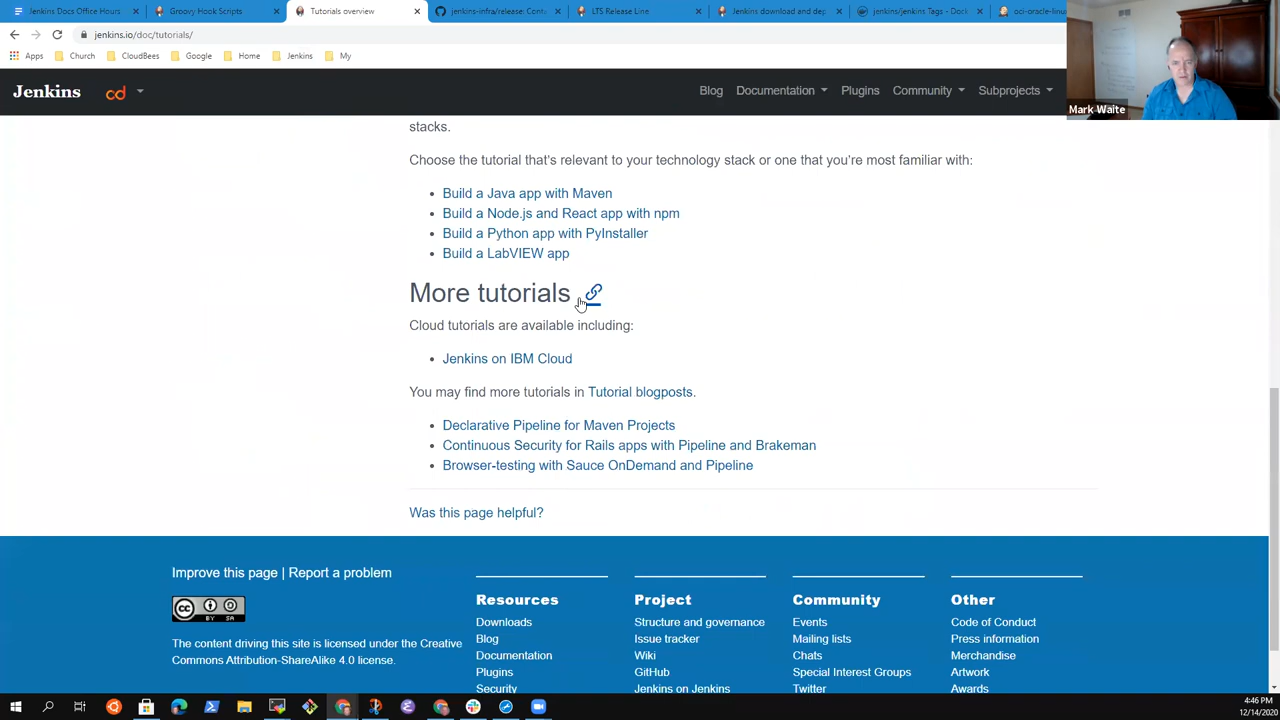 Jenkins Docs Office Hours
Groovy Hook Scripts
Tutorials overview
jenkins-infra/release: Conta
LTS Release Line
Jenkins download and dep
jenkins/jenkins Tags - Dock
oci-oracle-linu
jenkins.io/doc/tutorials/
Apps
Church
CloudBees
Google
Home
Jenkins
My
Jenkins
cd
Blog
Documentation
Plugins
Community
Subprojects
Mark Waite
stacks.
Choose the tutorial that's relevant to your technology stack or one that you're most familiar with:
Build a Java app with Maven
Build a Node.js and React app with npm
Build a Python app with PyInstaller
Build a LabVIEW app
More tutorials
Cloud tutorials are available including:
Jenkins on IBM Cloud
You may find more tutorials in Tutorial blogposts.
Declarative Pipeline for Maven Projects
Continuous Security for Rails apps with Pipeline and Brakeman
Browser-testing with Sauce OnDemand and Pipeline
Was this page helpful?
Improve this page | Report a problem
CC BY SA
The content driving this site is licensed under the Creative
Commons Attribution-ShareAlike 4.0 license.
Resources
Downloads
Blog
Documentation
Plugins
Security
Project
Structure and governance
Issue tracker
Wiki
GitHub
Jenkins on Jenkins
Community
Events
Mailing lists
Chats
Special Interest Groups
Twitter
Other
Code of Conduct
Press information
Merchandise
Artwork
Awards
4:46 PM
12/14/2020